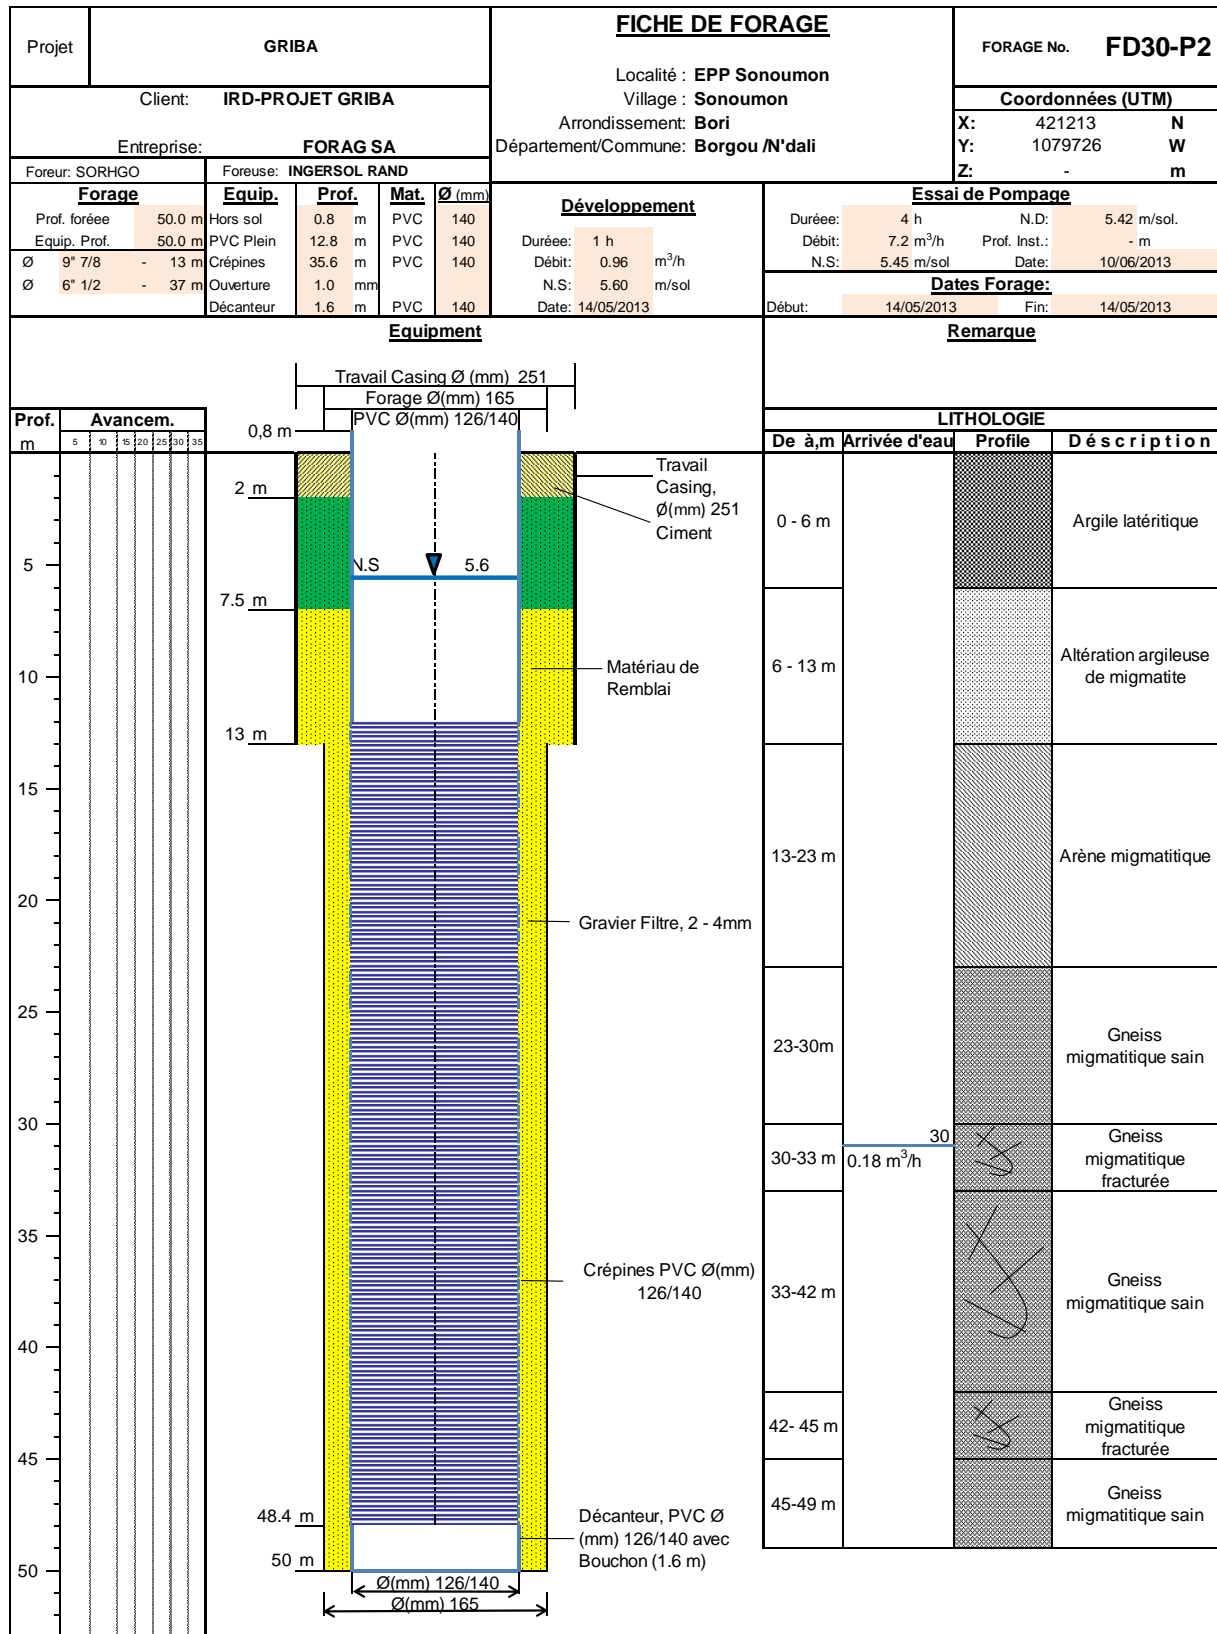 Projet
GRIBA
FICHE DE FORAGE
FORAGE No. FD30-P2
Localité : EPP Sonoumon
Client: IRD-PROJET GRIBA
Village : Sonoumon
Coordonnées (UTM)
Arrondissement: Bori
X: 421213 N
Entreprise: FORAG SA
Département/Commune: Borgou /N'dali
Y: 1079726 W
Foreur: SORHGO
Foreuse: INGERSOL RAND
Z: - m
Forage
Equip. Prof. Mat. Ø (mm)
Développement
Essai de Pompage
Prof. foréee 50.0 m
Hors sol 0.8 m PVC 140
Duréee: 4 h N.D: 5.42 m/sol.
Equip. Prof. 50.0 m
PVC Plein 12.8 m PVC 140
Duréee: 1 h
Débit: 7.2 m³/h Prof. Inst.: - m
Ø 9" 7/8 - 13 m
Crépines 35.6 m PVC 140
Débit: 0.96 m³/h
N.S: 5.45 m/sol Date: 10/06/2013
Ø 6" 1/2 - 37 m
Ouverture 1.0 mm
N.S: 5.60 m/sol
Dates Forage:
Décanteur 1.6 m PVC 140
Date: 14/05/2013
Début: 14/05/2013 Fin: 14/05/2013
Equipment
Remarque
Travail Casing Ø (mm) 251
Forage Ø(mm) 165
PVC Ø(mm) 126/140
0,8 m
Prof. Avancem.
m 5 10 15 20 25 30 35
LITHOLOGIE
De à,m Arrivée d'eau Profile Déscription
Travail
Casing,
Ø(mm) 251
Ciment
2 m
0 - 6 m Argile latéritique
5
N.S 5.6
7.5 m
Matériau de
Remblai
6 - 13 m
Altération argileuse
de migmatite
10
13 m
15
13-23 m Arène migmatitique
20
Gravier Filtre, 2 - 4mm
25
23-30m
Gneiss
migmatitique sain
30
30
0.18 m³/h
30-33 m
Gneiss
migmatitique
fracturée
35
Crépines PVC Ø(mm)
126/140
33-42 m
Gneiss
migmatitique sain
40
42- 45 m
Gneiss
migmatitique
fracturée
45
45-49 m
Gneiss
migmatitique sain
48.4 m
Décanteur, PVC Ø
(mm) 126/140 avec
Bouchon (1.6 m)
50 m
50
Ø(mm) 126/140
Ø(mm) 165